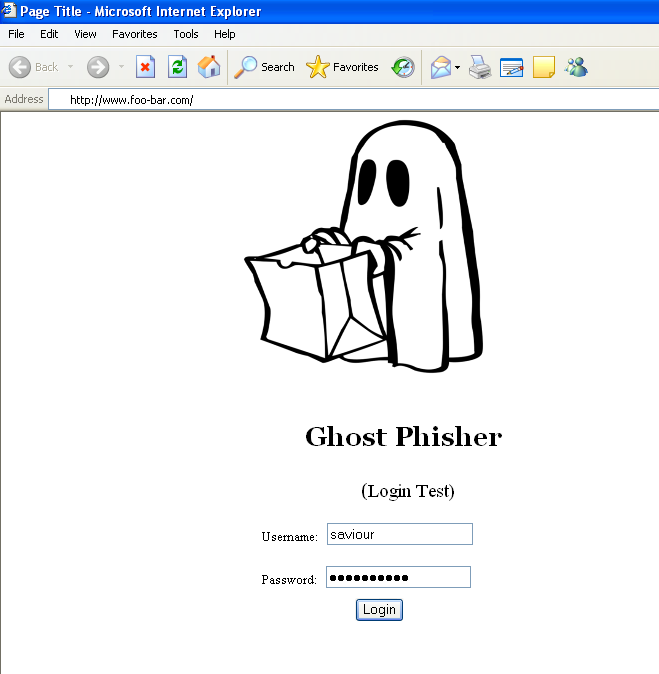 Page Title - Microsoft Internet Explorer
File Edit View Favorites Tools Help
Back Search Favorites
Address http://www.foo-bar.com/
Ghost Phisher
(Login Test)
Username: saviour
Password: ●●●●●●●●●●
Login